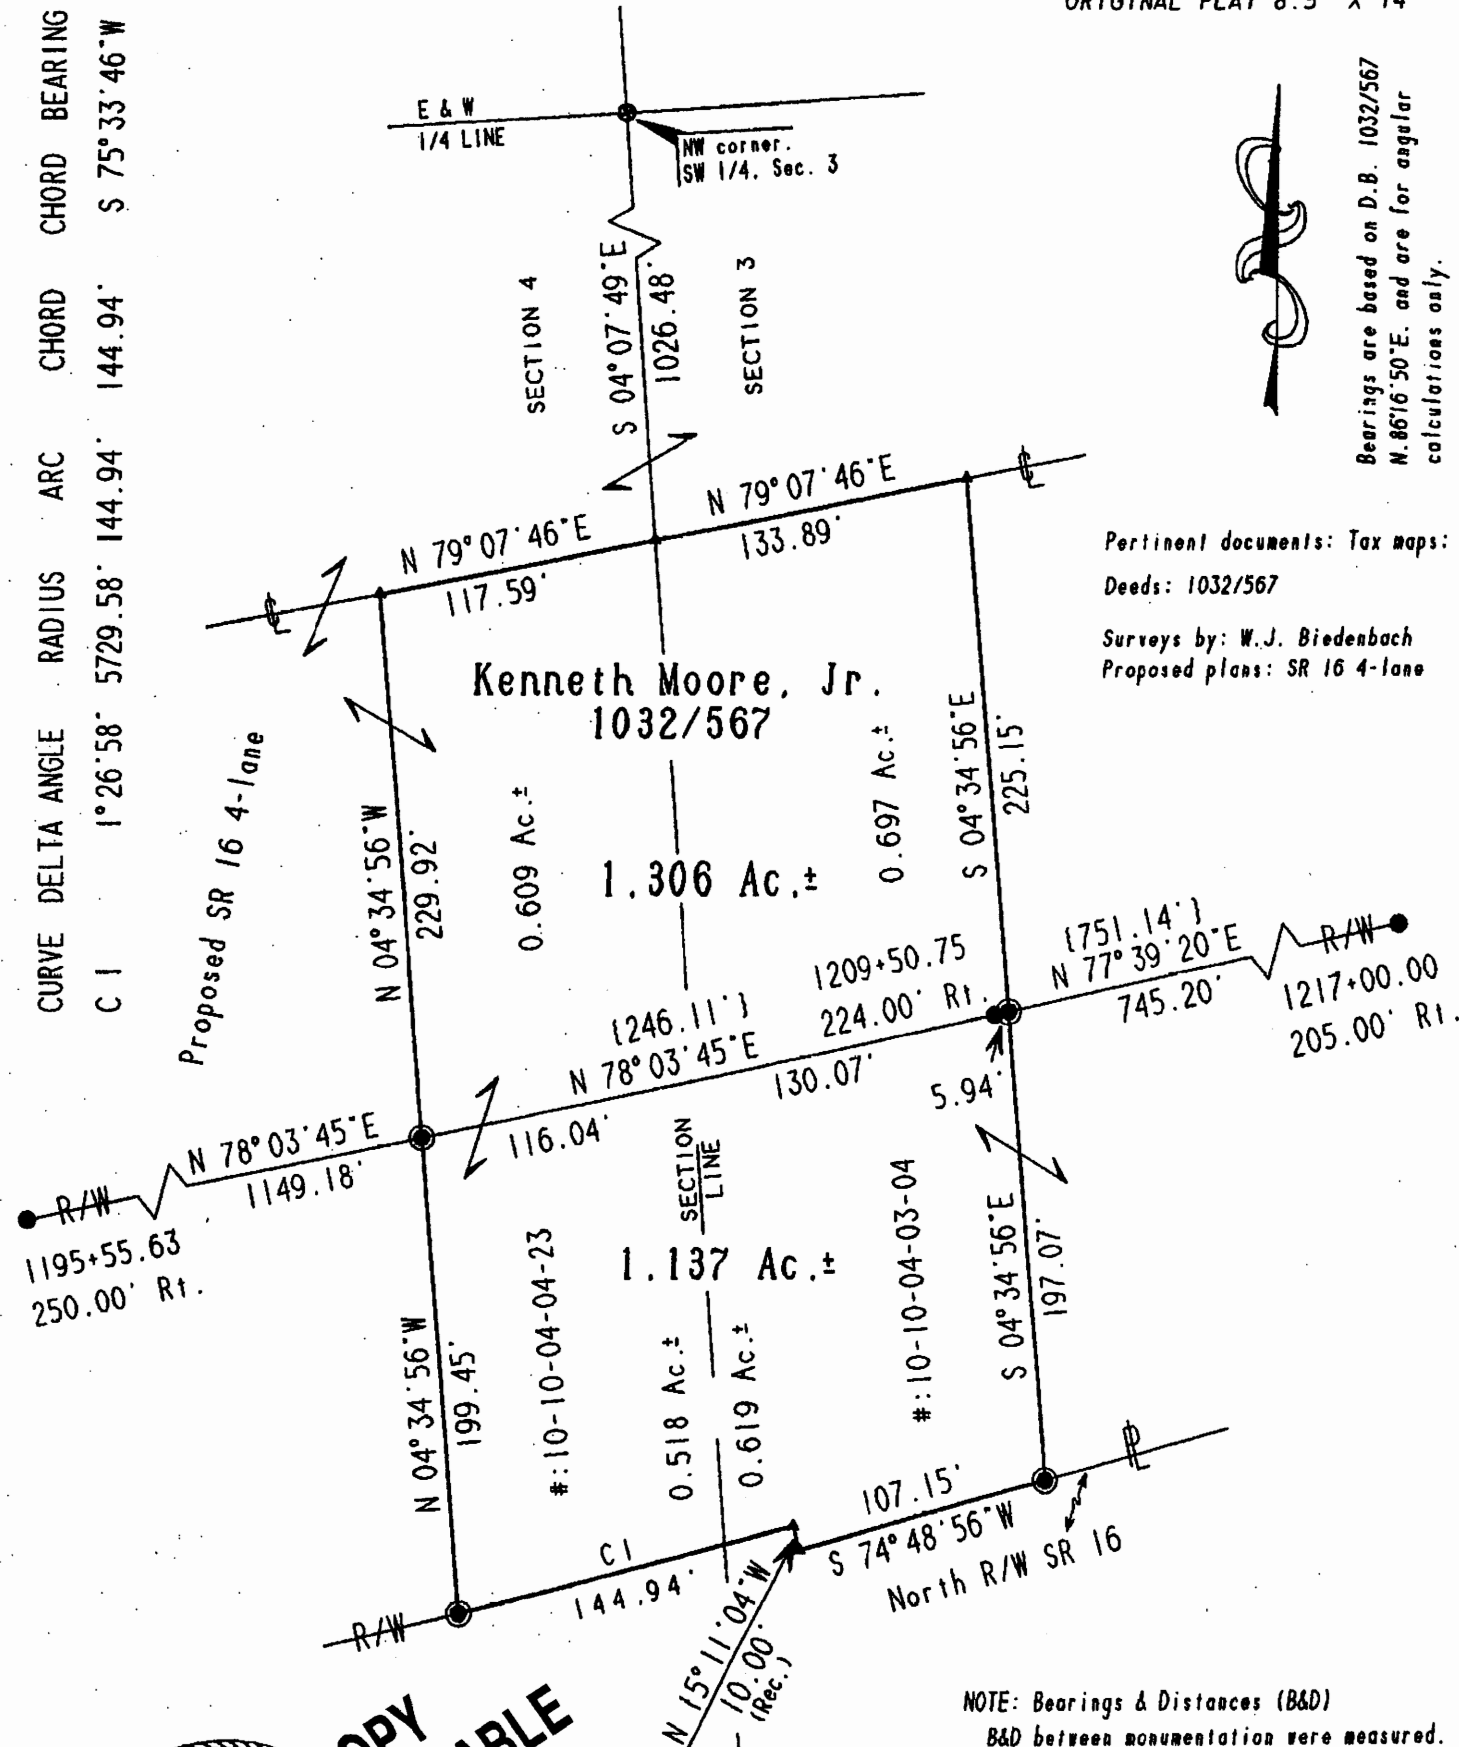 ORIGINAL PLAT 8.5" X 14"
CURVE DELTA ANGLE RADIUS ARC CHORD CHORD BEARING
C 1 1°26'58" 5729.58' 144.94' 144.94' S 75°33'46"W
E & W
1/4 LINE
NW corner.
SW 1/4. Sec. 3
SECTION 4
S 04°07'49"E
1026.48'
SECTION 3
Bearings are based on D.B. 1032/567
N.86°16'50"E. and are for angular
calculations only.
N 79°07'46"E
117.59'
N 79°07'46"E
133.89'
Pertinent documents: Tax maps:
Deeds: 1032/567
Surveys by: W.J. Biedenbach
Proposed plans: SR 16 4-lane
Kenneth Moore, Jr.
1032/567
Proposed SR 16 4-lane
N 04°34'56"W
229.92'
0.609 Ac.±
1.306 Ac.±
0.697 Ac.±
S 04°34'56"E
225.15'
1209+50.75
224.00' Rt.
{751.14'}
N 77°39'20"E
745.20'
R/W
1217+00.00
205.00' Rt.
{246.11'}
N 78°03'45"E
116.04'
130.07'
5.94'
N 78°03'45"E
1149.18'
R/W
1195+55.63
250.00' Rt.
SECTION
LINE
1.137 Ac.±
N 04°34'56"W
199.45'
#:10-10-04-04-23
0.518 Ac.±
0.619 Ac.±
#:10-10-04-03-04
S 04°34'56"E
197.07'
107.15'
S 74°48'56"W
North R/W SR 16
C 1
144.94'
R/W
N 15°11'04"W
10.00'
(Rec.)
NOTE: Bearings & Distances (B&D)
B&D between monumentation were measured.